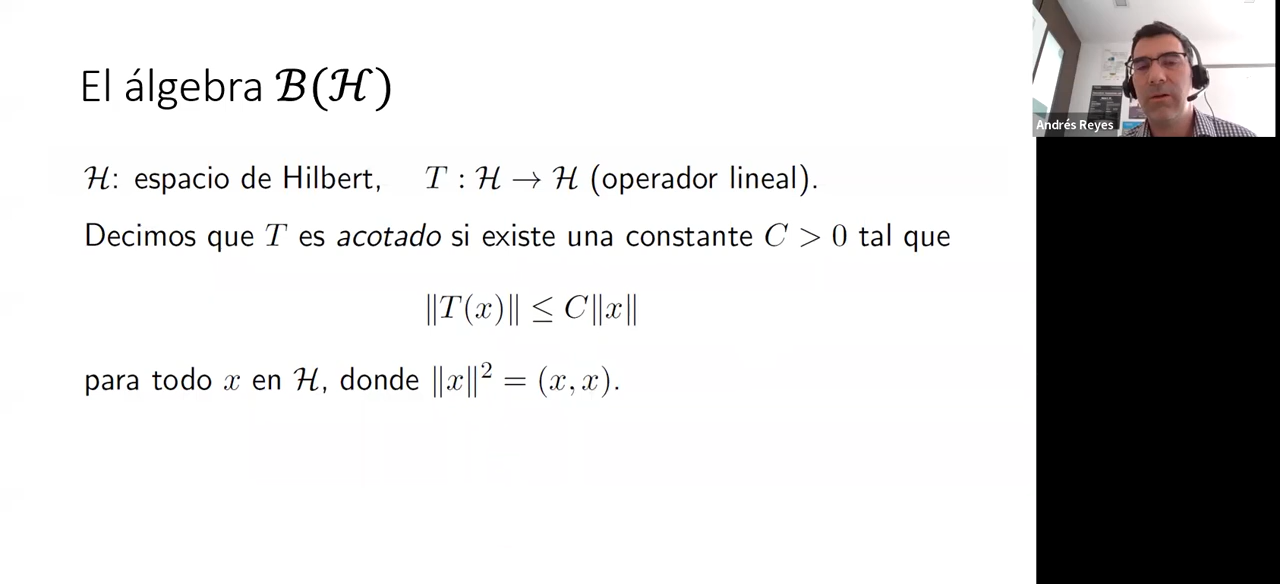 El álgebra 𝓑(𝓗)
Andrés Reyes
𝓗: espacio de Hilbert, T : 𝓗 → 𝓗 (operador lineal).
Decimos que T es acotado si existe una constante C > 0 tal que
‖T(x)‖ ≤ C‖x‖
para todo x en 𝓗, donde ‖x‖² = (x, x).